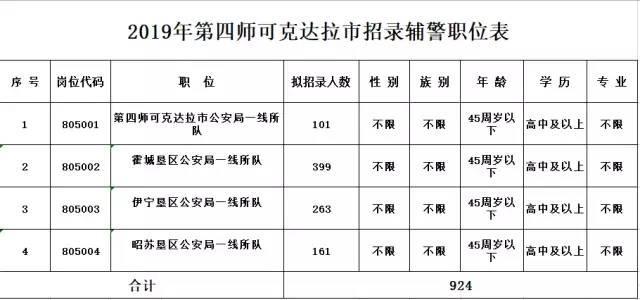 2019年第四师可克达拉市招录辅警职位表
序号 岗位代码 职位 拟招录人数 性别 族别 年龄 学历 专业
1 805001 第四师可克达拉市公安局一线所队 101 不限 不限 45周岁以下 高中及以上 不限
2 805002 霍城垦区公安局一线所队 399 不限 不限 45周岁以下 高中及以上 不限
3 805003 伊宁垦区公安局一线所队 263 不限 不限 45周岁以下 高中及以上 不限
4 805004 昭苏垦区公安局一线所队 161 不限 不限 45周岁以下 高中及以上 不限
合计 924